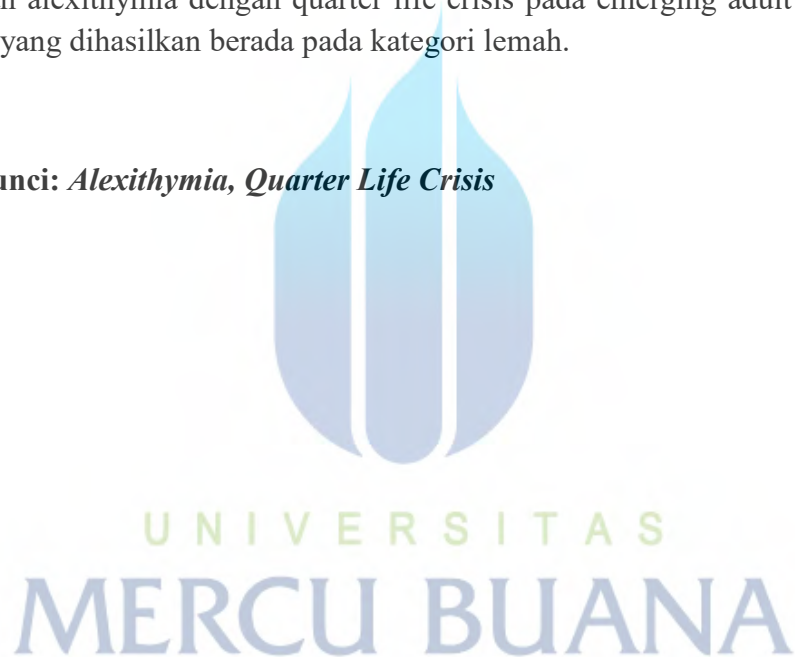 alexithymia dengan quarter life crisis pada emerging adult
yang dihasilkan berada pada kategori lemah.
unci: Alexithymia, Quarter Life Crisis
UNIVERSITAS
MERCU BUANA